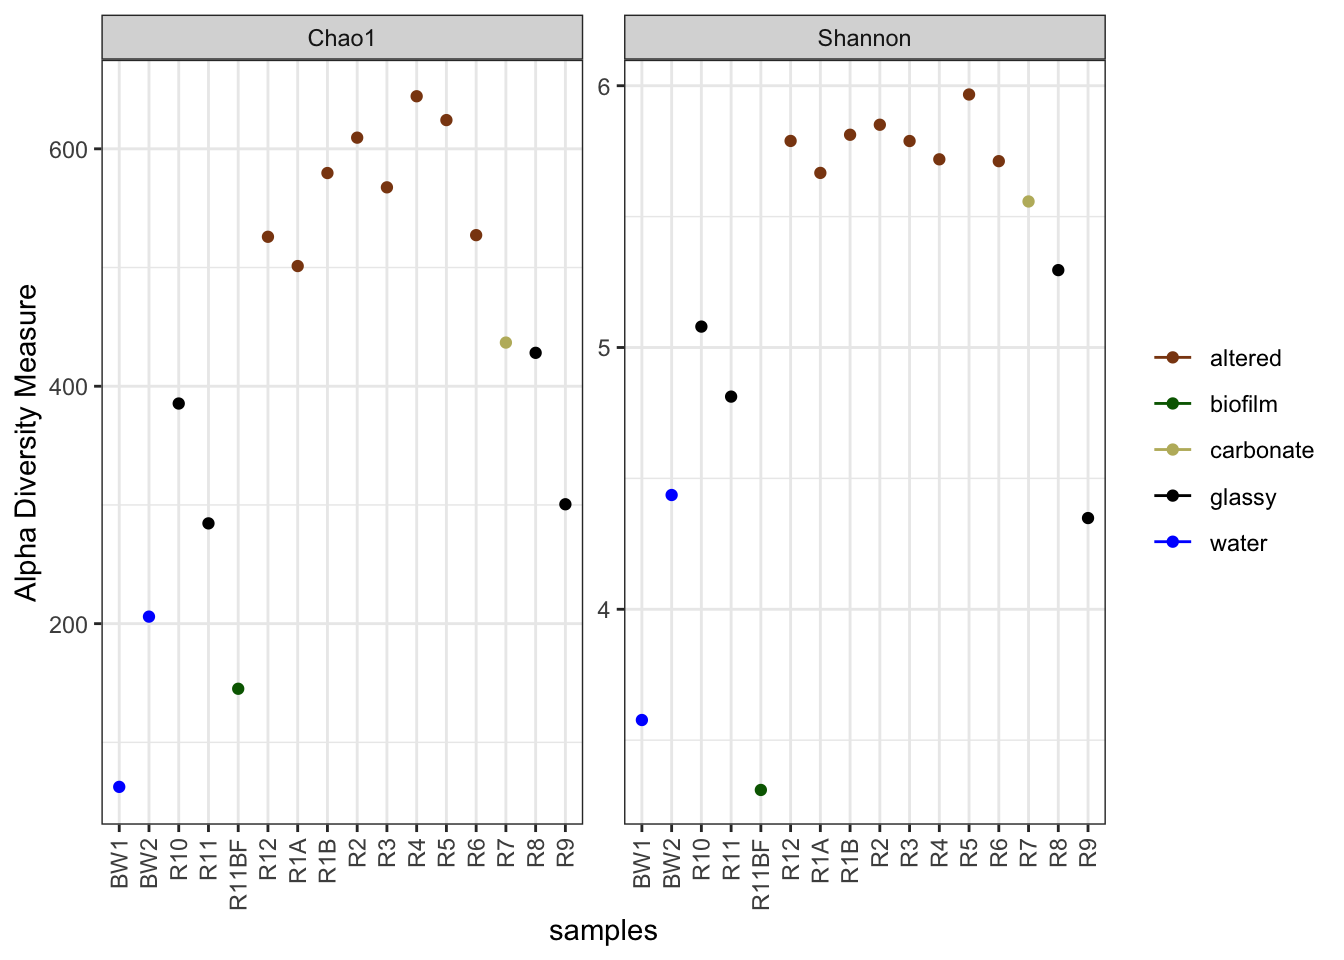 Chao1
Shannon
Alpha Diversity Measure
600
400
200
6
5
4
BW1
BW2
R10
R11
R11BF
R12
R1A
R1B
R2
R3
R4
R5
R6
R7
R8
R9
BW1
BW2
R10
R11
R11BF
R12
R1A
R1B
R2
R3
R4
R5
R6
R7
R8
R9
samples
altered
biofilm
carbonate
glassy
water